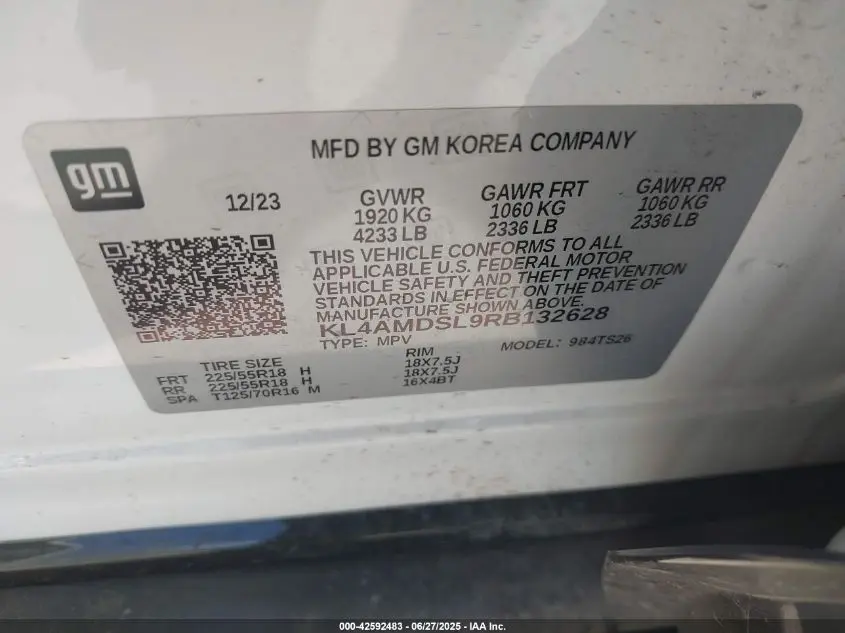 gm
MFD BY GM KOREA COMPANY
12/23
GVWR
1920 KG
4233 LB
GAWR FRT
1060 KG
2336 LB
GAWR RR
1060 KG
2336 LB
THIS VEHICLE CONFORMS TO ALL
APPLICABLE U.S. FEDERAL MOTOR
VEHICLE SAFETY AND THEFT PREVENTION
STANDARDS IN EFFECT ON THE DATE OF
MANUFACTURE SHOWN ABOVE.
KL4AMDSL9RB132628
TYPE: MPV
MODEL: 984TS26
TIRE SIZE RIM
FRT 225/55R18 H 18X7.5J
RR 225/55R18 H 18X7.5J
SPA T125/70R16 M 16X4BT
000-42592483 - 06/27/2025 - IAA Inc.